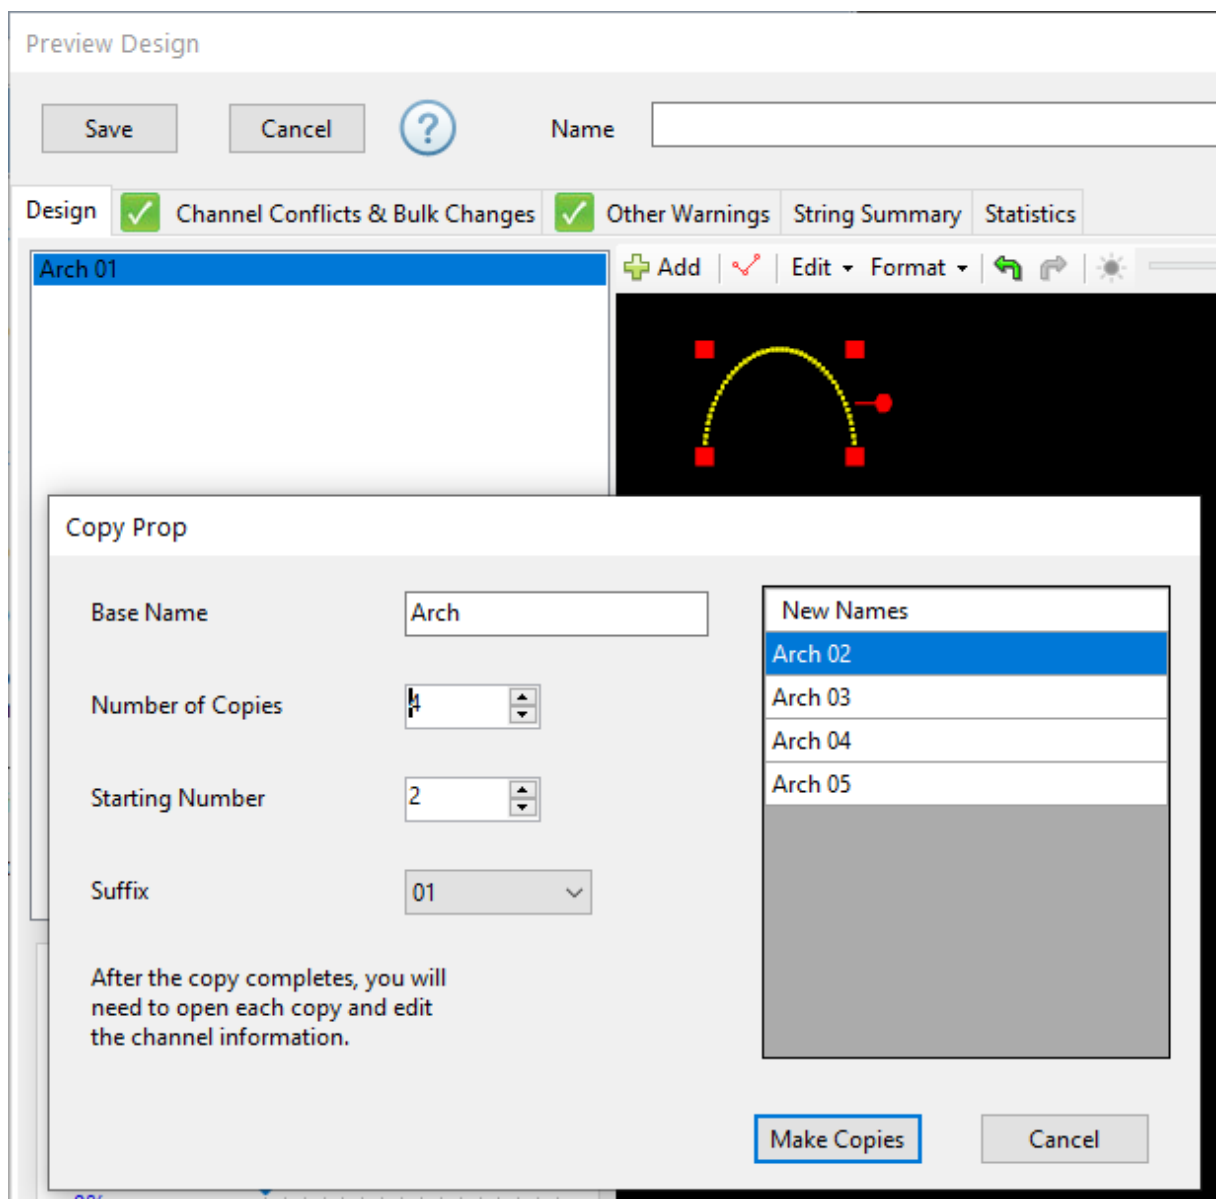 Preview Design
Save
Cancel
?
Name
Design
Channel Conflicts & Bulk Changes
Other Warnings
String Summary
Statistics
Arch 01
Add
Edit
Format
Copy Prop
Base Name
Arch
Number of Copies
4
Starting Number
2
Suffix
01
After the copy completes, you will
need to open each copy and edit
the channel information.
New Names
Arch 02
Arch 03
Arch 04
Arch 05
Make Copies
Cancel